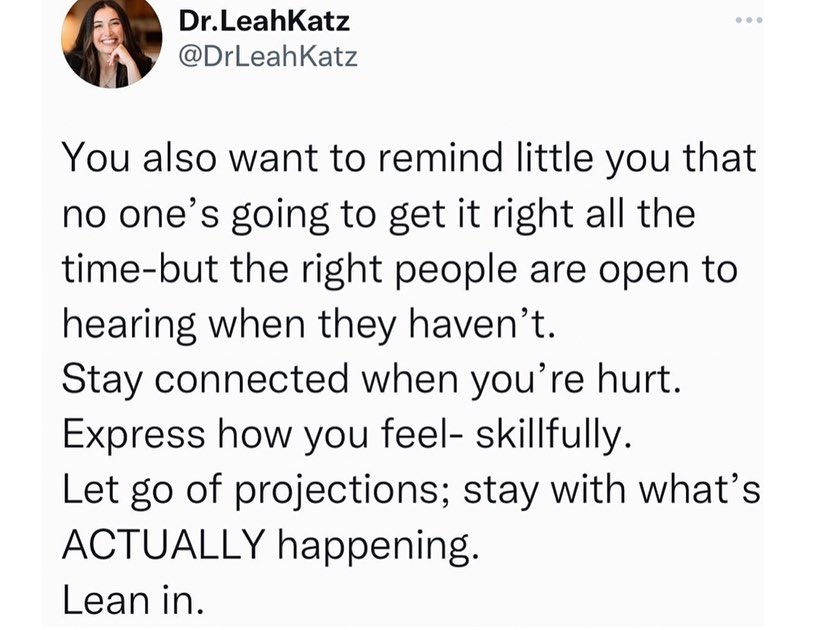 Dr.LeahKatz
@DrLeahKatz
You also want to remind little you that
no one’s going to get it right all the
time-but the right people are open to
hearing when they haven’t.
Stay connected when you’re hurt.
Express how you feel- skillfully.
Let go of projections; stay with what’s
ACTUALLY happening.
Lean in.